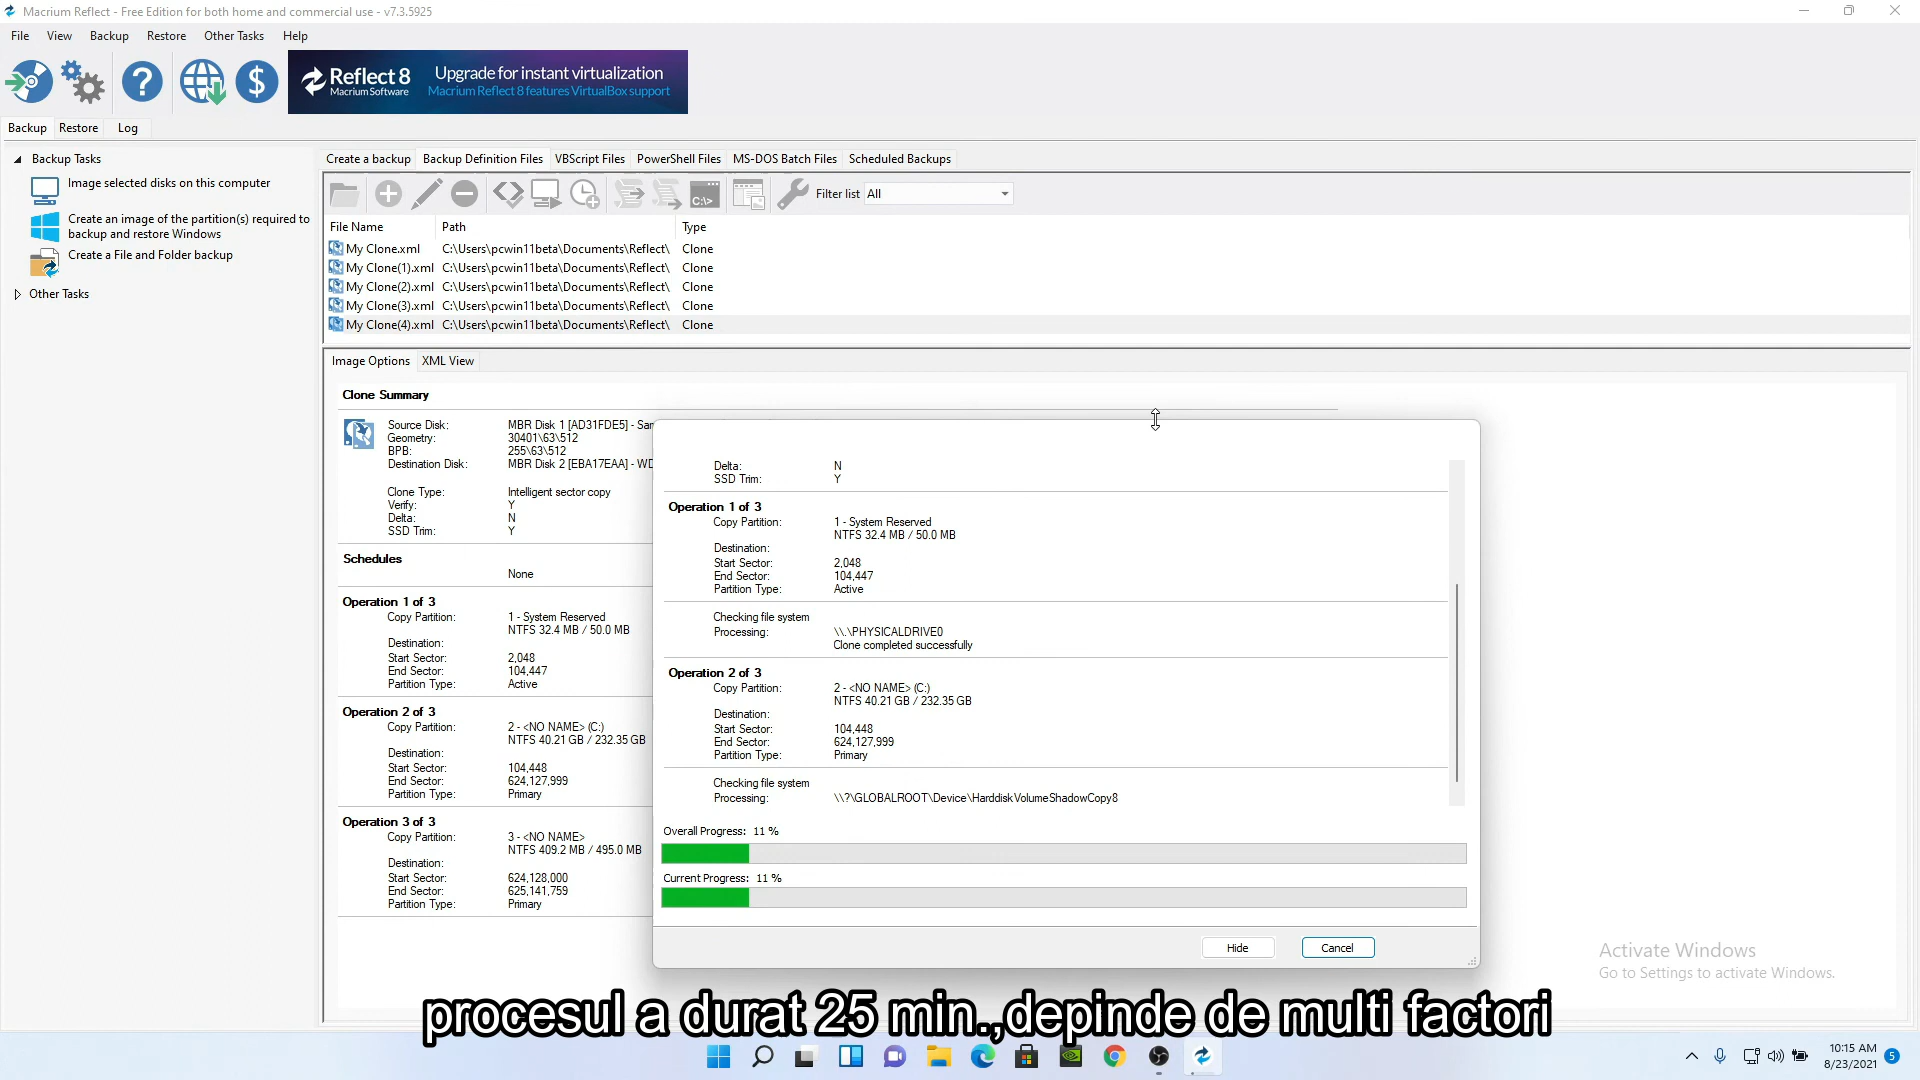 Macrium Reflect - Free Edition for both home and commercial use - v7.3.5925
File View Backup Restore Other Tasks Help
Reflect 8
Macrium Software
Upgrade for instant virtualization
Macrium Reflect 8 features VirtualBox support
Backup Restore Log
Backup Tasks
Image selected disks on this computer
Create an image of the partition(s) required to
backup and restore Windows
Create a File and Folder backup
Other Tasks
Create a backup Backup Definition Files VBScript Files PowerShell Files MS-DOS Batch Files Scheduled Backups
C:\>
Filter list All
File Name Path Type
My Clone.xml C:\Users\pcwin11beta\Documents\Reflect\ Clone
My Clone(1).xml C:\Users\pcwin11beta\Documents\Reflect\ Clone
My Clone(2).xml C:\Users\pcwin11beta\Documents\Reflect\ Clone
My Clone(3).xml C:\Users\pcwin11beta\Documents\Reflect\ Clone
My Clone(4).xml C:\Users\pcwin11beta\Documents\Reflect\ Clone
Image Options XML View
Clone Summary
Source Disk: MBR Disk 1 [AD31FDE5] - Sam
Geometry: 30401\63\512
BPB: 255\63\512
Destination Disk: MBR Disk 2 [EBA17EAA] - WD
Clone Type: Intelligent sector copy
Verify: Y
Delta: N
SSD Trim: Y
Schedules
None
Operation 1 of 3
Copy Partition: 1 - System Reserved
NTFS 32.4 MB / 50.0 MB
Destination:
Start Sector: 2,048
End Sector: 104,447
Partition Type: Active
Operation 2 of 3
Copy Partition: 2 - <NO NAME> (C:)
NTFS 40.21 GB / 232.35 GB
Destination:
Start Sector: 104,448
End Sector: 624,127,999
Partition Type: Primary
Operation 3 of 3
Copy Partition: 3 - <NO NAME>
NTFS 409.2 MB / 495.0 MB
Destination:
Start Sector: 624,128,000
End Sector: 625,141,759
Partition Type: Primary
Delta: N
SSD Trim: Y
Operation 1 of 3
Copy Partition: 1 - System Reserved
NTFS 32.4 MB / 50.0 MB
Destination:
Start Sector: 2,048
End Sector: 104,447
Partition Type: Active
Checking file system
Processing: \\.\PHYSICALDRIVE0
Clone completed successfully
Operation 2 of 3
Copy Partition: 2 - <NO NAME> (C:)
NTFS 40.21 GB / 232.35 GB
Destination:
Start Sector: 104,448
End Sector: 624,127,999
Partition Type: Primary
Checking file system
Processing: \\?\GLOBALROOT\Device\HarddiskVolumeShadowCopy8
Overall Progress: 11 %
Current Progress: 11 %
Hide Cancel
Activate Windows
Go to Settings to activate Windows.
procesul a durat 25 min.,depinde de multi factori
10:15 AM
8/23/2021
5